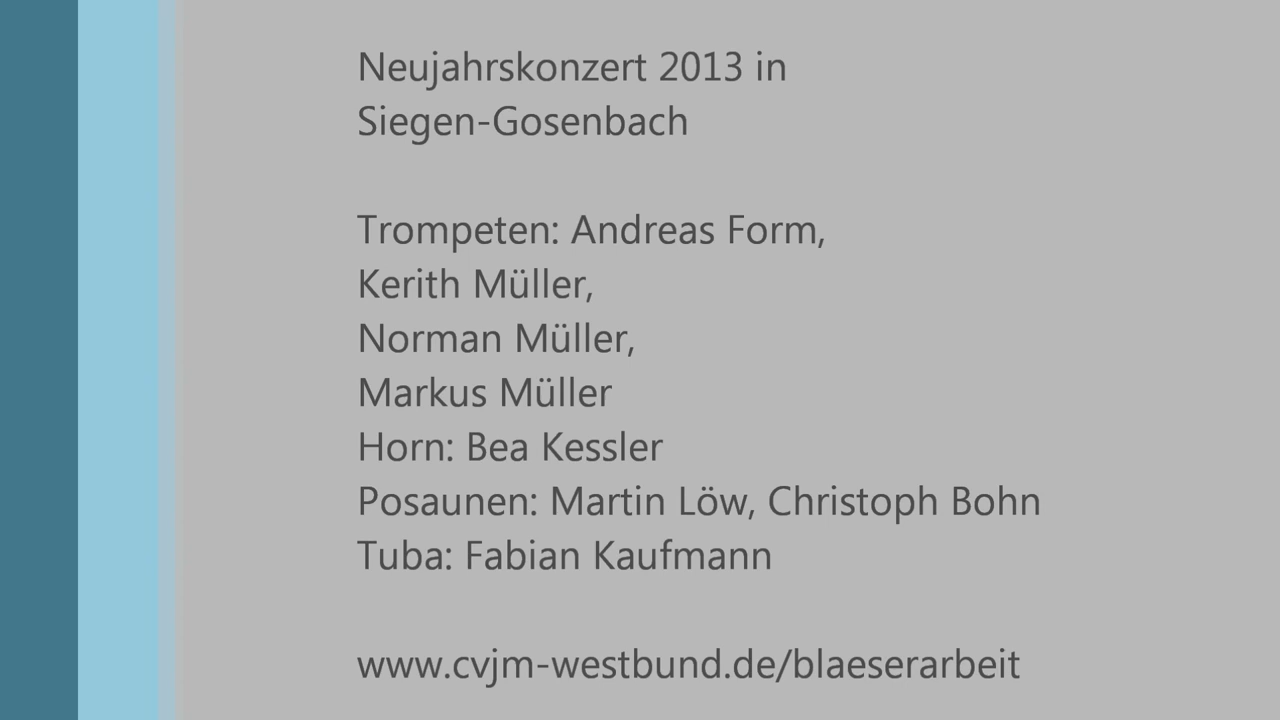 Neujahrskonzert 2013 in
Siegen-Gosenbach
Trompeten: Andreas Form,
Kerith Müller,
Norman Müller,
Markus Müller
Horn: Bea Kessler
Posaunen: Martin Löw, Christoph Bohn
Tuba: Fabian Kaufmann
www.cvjm-westbund.de/blaeserarbeit